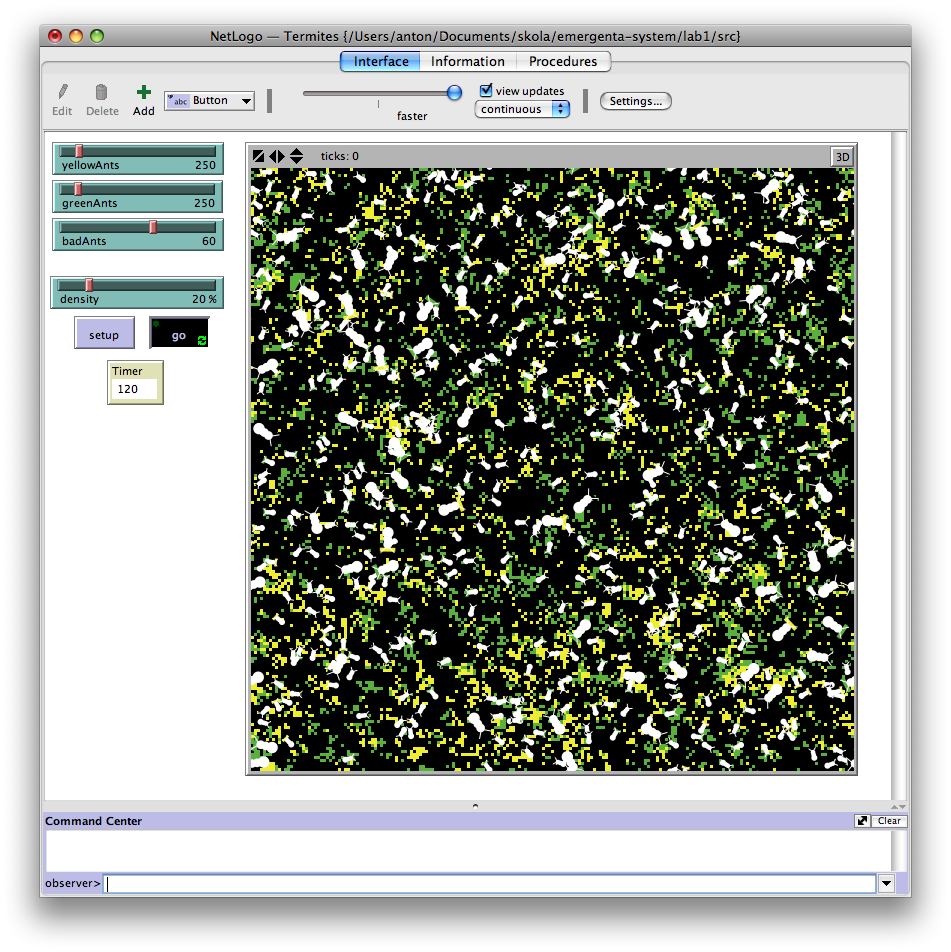 NetLogo — Termites {/Users/anton/Documents/skola/emergenta-system/lab1/src}
Interface Information Procedures
Edit Delete Add abc Button faster view updates continuous Settings...
ticks: 0 3D
yellowAnts 250
greenAnts 250
badAnts 60
density 20 %
setup go
Timer
120
Command Center Clear
observer>